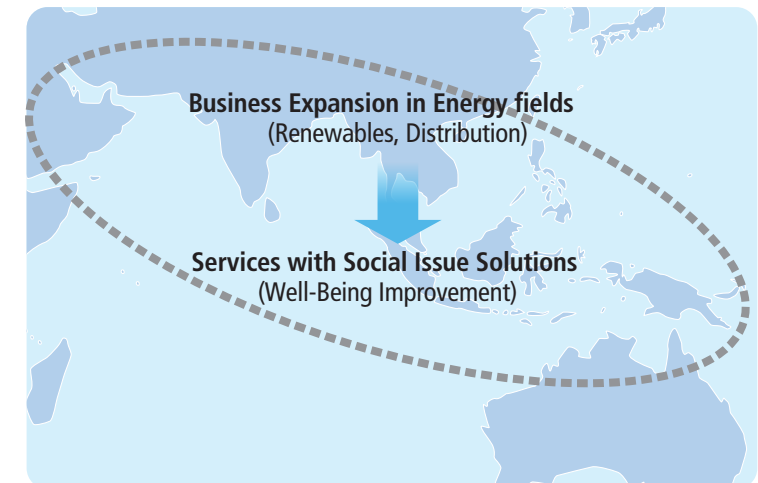 Business Expansion in Energy fields
(Renewables, Distribution)
Services with Social Issue Solutions
(Well-Being Improvement)